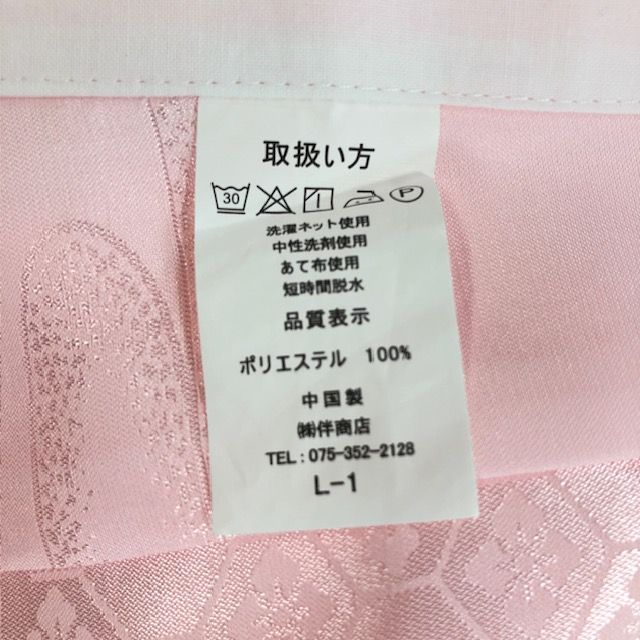 取扱い方
30 P
洗濯ネット使用
中性洗剤使用
あて布使用
短時間脱水
品質表示
ポリエステル 100%
中国製
㈱伴商店
TEL:075-352-2128
L-1